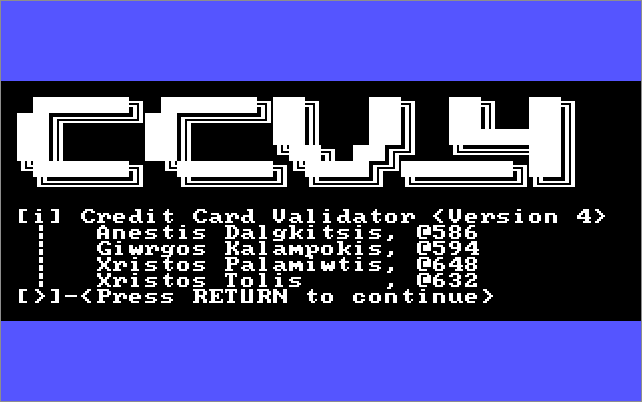 CCV4
[i] Credit Card Validator <Version 4>
¦ Anestis Dalgkitsis, @586
¦ Giwrgos Kalampokis, @594
¦ Xristos Palamiwtis, @648
¦ Xristos Tolis , @632
[>]-<Press RETURN to continue>